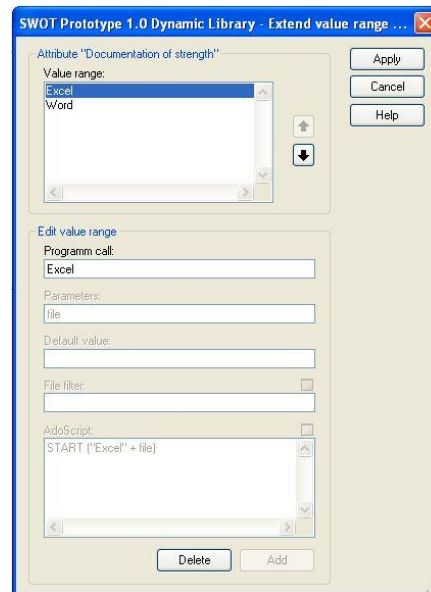 SWOT Prototype 1.0 Dynamic Library - Extend value range ...
Attribute "Documentation of strength"
Value range:
Excel
Word
Apply
Cancel
Help
Edit value range
Programm call:
Excel
Parameters:
file
Default value:
File filter:
AdoScript:
START ("Excel" + file)
Delete
Add